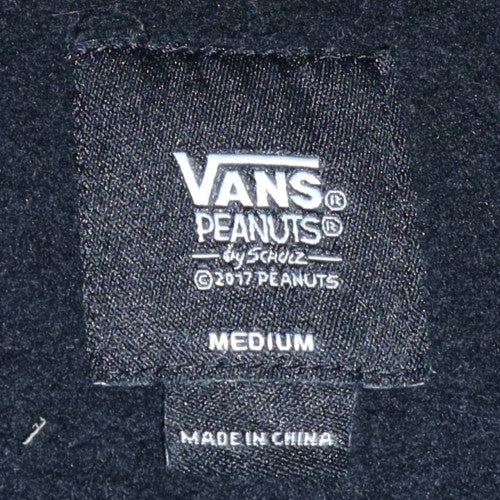 VANS®
PEANUTS®
by SCHULZ
©2017 PEANUTS
MEDIUM
MADE IN CHINA